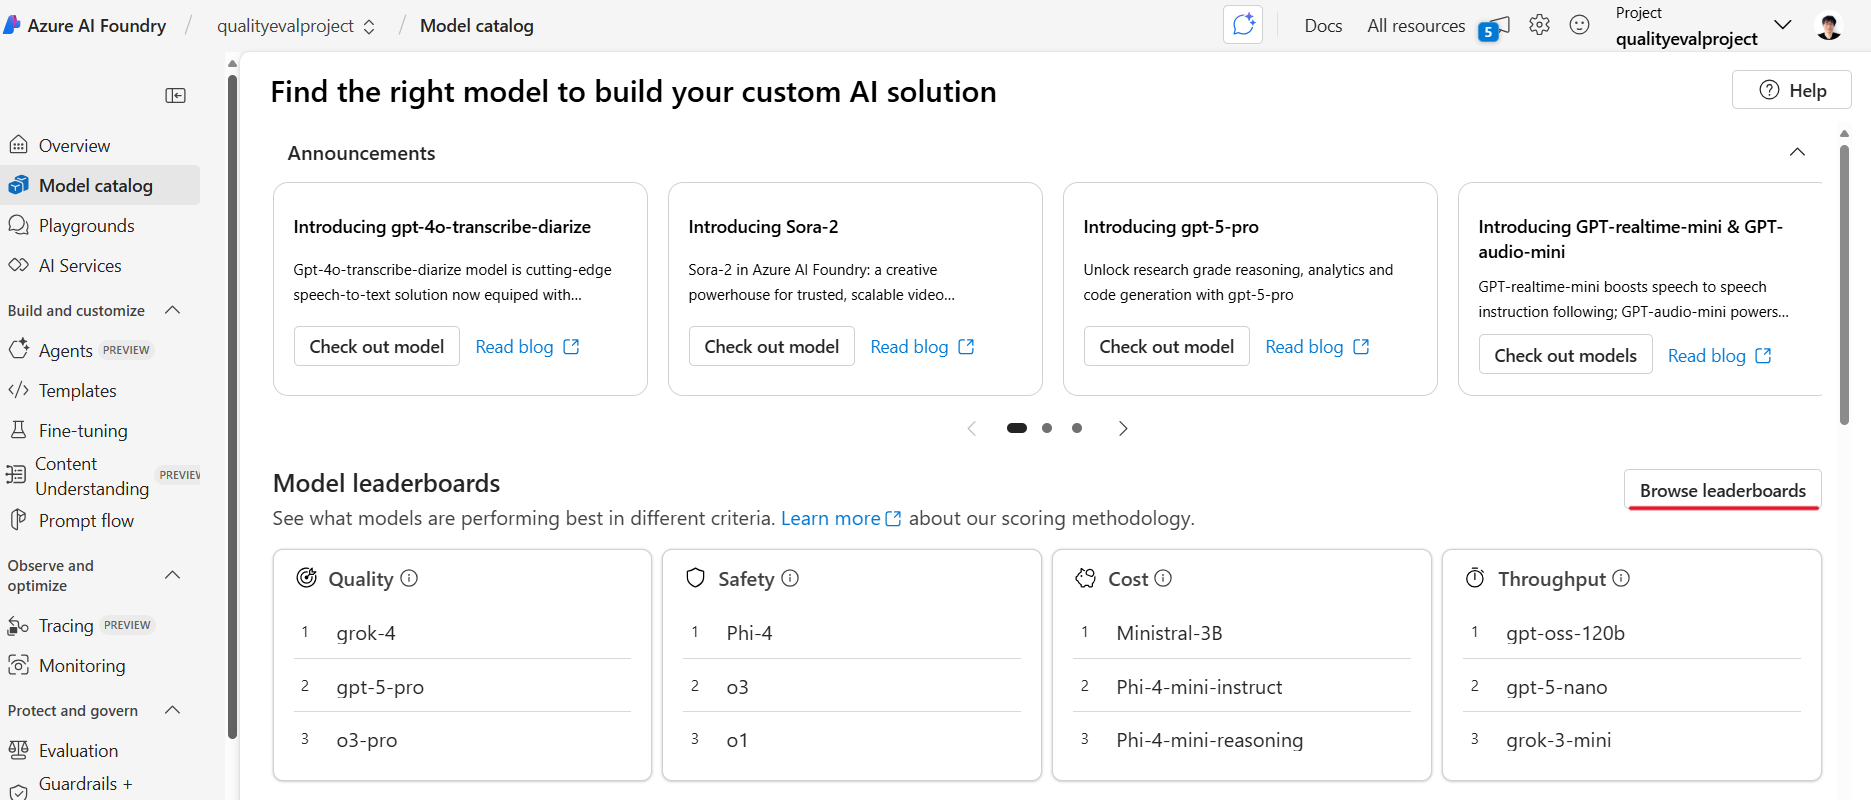 Azure AI Foundry / qualityevalproject / Model catalog
Docs All resources 5 Project
qualityevalproject
Overview
Model catalog
Playgrounds
AI Services
Build and customize
Agents PREVIEW
Templates
Fine-tuning
Content
Understanding PREVIEW
Prompt flow
Observe and
optimize
Tracing PREVIEW
Monitoring
Protect and govern
Evaluation
Guardrails +
Find the right model to build your custom AI solution
Help
Announcements
Introducing gpt-4o-transcribe-diarize
Gpt-4o-transcribe-diarize model is cutting-edge
speech-to-text solution now equiped with...
Check out model Read blog
Introducing Sora-2
Sora-2 in Azure AI Foundry: a creative
powerhouse for trusted, scalable video...
Check out model Read blog
Introducing gpt-5-pro
Unlock research grade reasoning, analytics and
code generation with gpt-5-pro
Check out model Read blog
Introducing GPT-realtime-mini & GPT-
audio-mini
GPT-realtime-mini boosts speech to speech
instruction following; GPT-audio-mini powers...
Check out models Read blog
Model leaderboards
Browse leaderboards
See what models are performing best in different criteria. Learn more about our scoring methodology.
Quality
1 grok-4
2 gpt-5-pro
3 o3-pro
Safety
1 Phi-4
2 o3
3 o1
Cost
1 Ministral-3B
2 Phi-4-mini-instruct
3 Phi-4-mini-reasoning
Throughput
1 gpt-oss-120b
2 gpt-5-nano
3 grok-3-mini